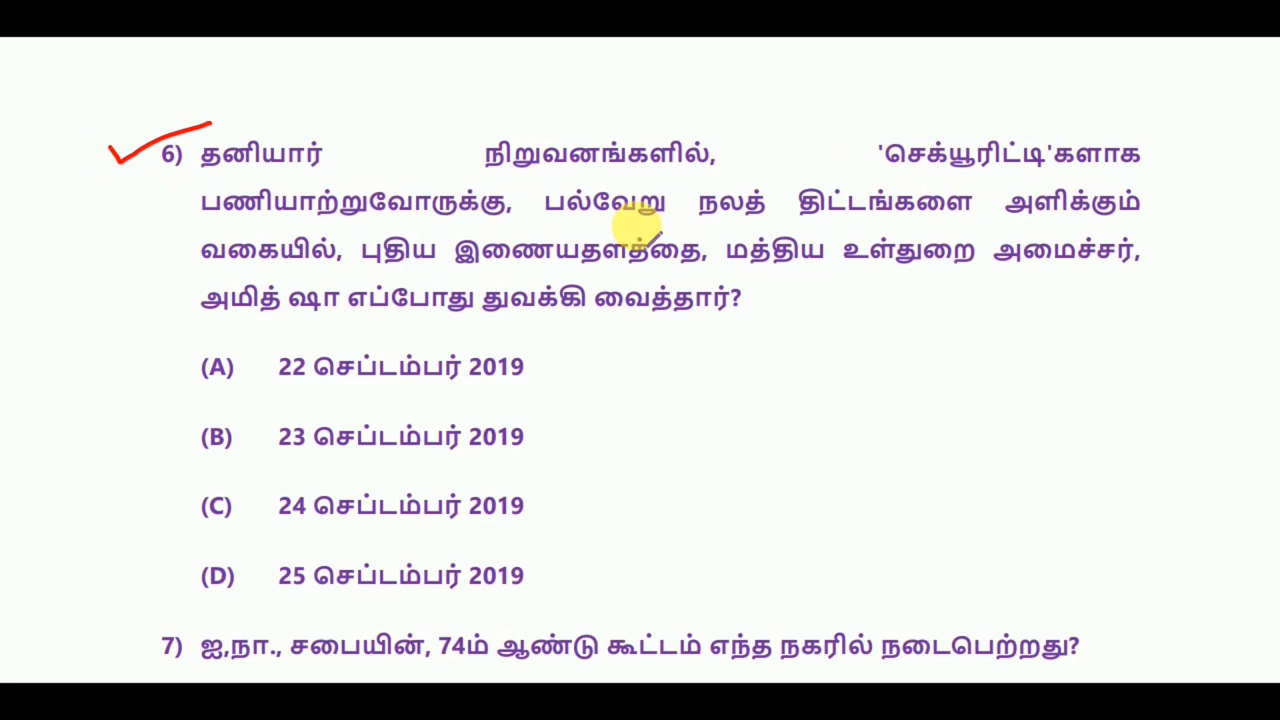 6) தனியார் நிறுவனங்களில், 'செக்யூரிட்டி'களாக
பணியாற்றுவோருக்கு, பல்வேறு நலத் திட்டங்களை அளிக்கும்
வகையில், புதிய இணையதளத்தை, மத்திய உள்துறை அமைச்சர்,
அமித் ஷா எப்போது துவக்கி வைத்தார்?
(A) 22 செப்டம்பர் 2019
(B) 23 செப்டம்பர் 2019
(C) 24 செப்டம்பர் 2019
(D) 25 செப்டம்பர் 2019
7) ஐ,நா., சபையின், 74ம் ஆண்டு கூட்டம் எந்த நகரில் நடைபெற்றது?